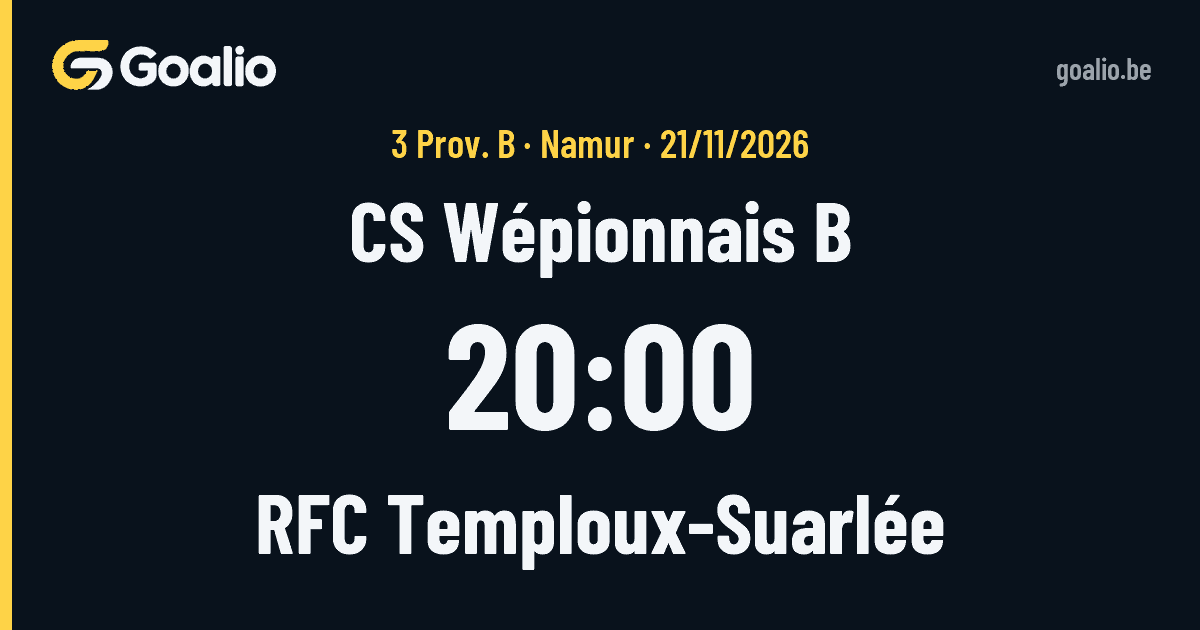 Goalio
goalio.be
3 Prov. B · Namur · 21/11/2026
CS Wépionnais B
20:00
RFC Temploux-Suarlée